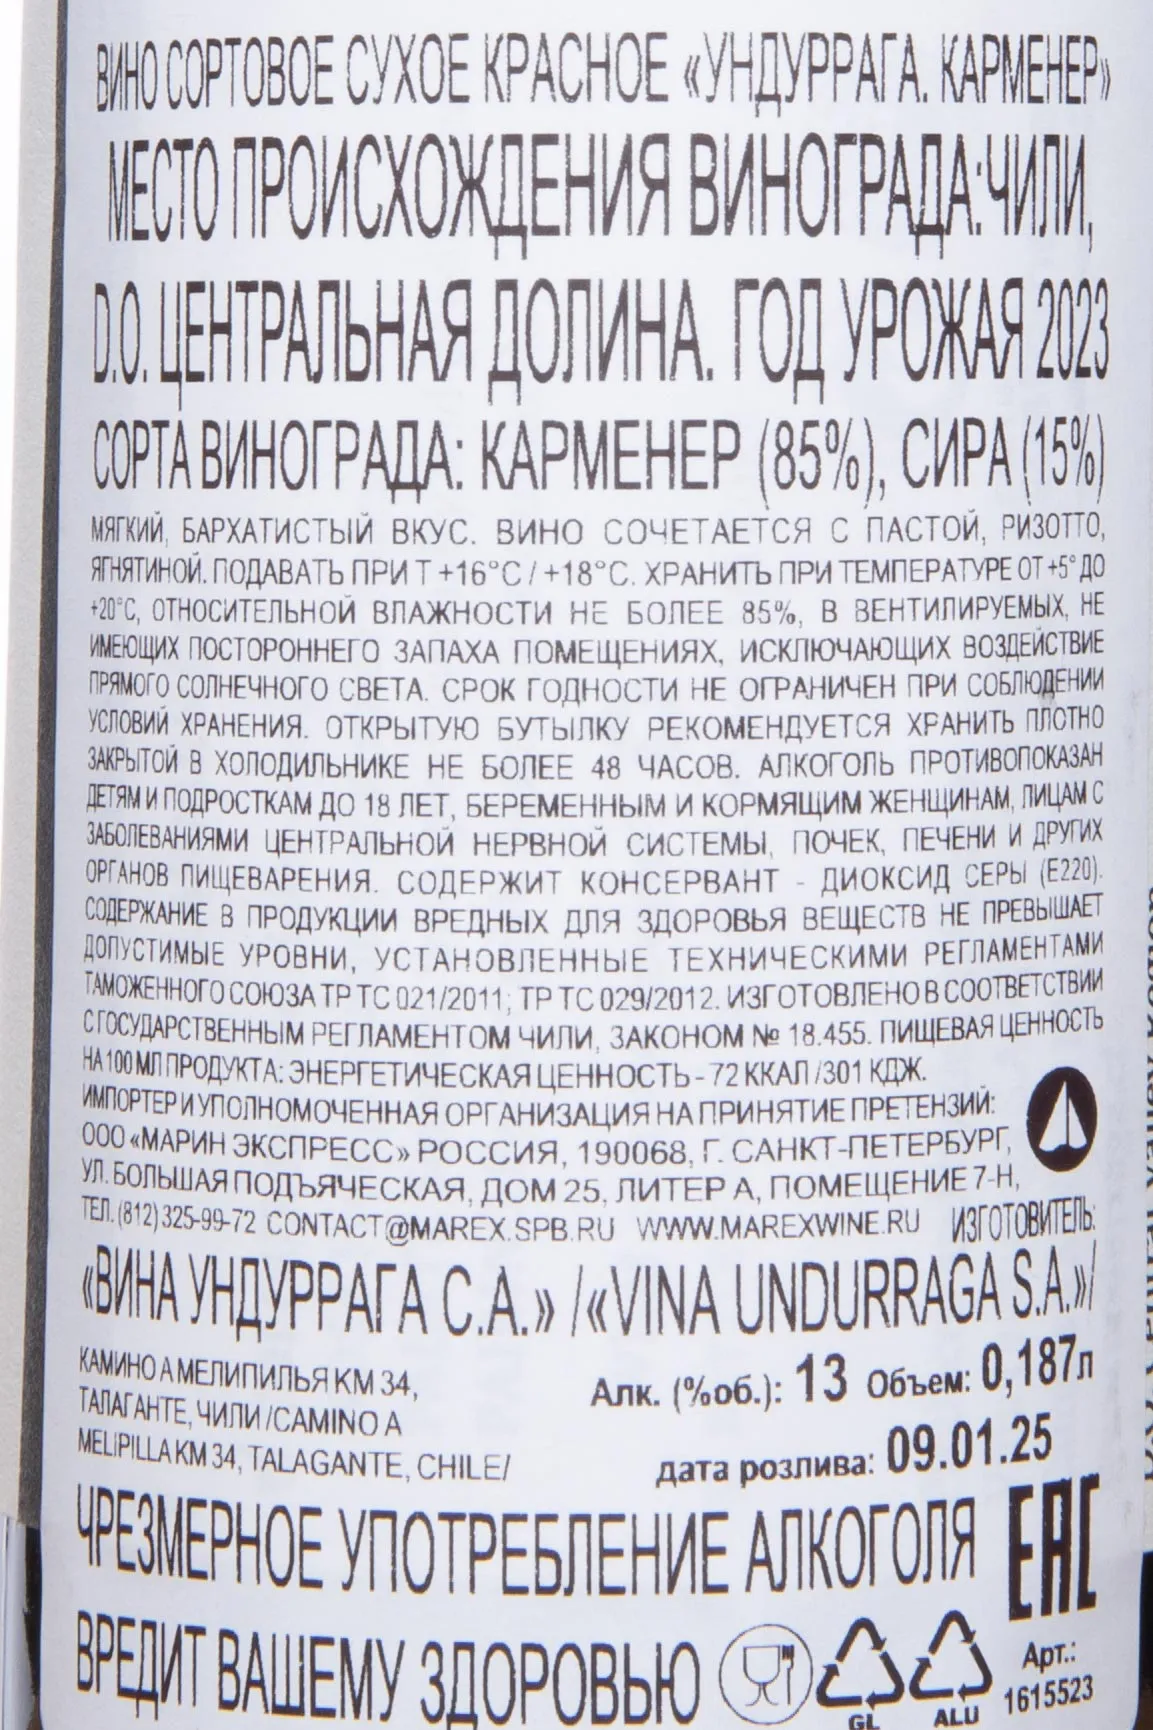 ВИНО СОРТОВОЕ СУХОЕ КРАСНОЕ «УНДУРРАГА. КАРМЕНЕР»
МЕСТО ПРОИСХОЖДЕНИЯ ВИНОГРАДА:ЧИЛИ,
D.O. ЦЕНТРАЛЬНАЯ ДОЛИНА. ГОД УРОЖАЯ 2023
СОРТА ВИНОГРАДА: КАРМЕНЕР (85%), СИРА (15%)
МЯГКИЙ, БАРХАТИСТЫЙ ВКУС. ВИНО СОЧЕТАЕТСЯ С ПАСТОЙ, РИЗОТТО,
ЯГНЯТИНОЙ. ПОДАВАТЬ ПРИ Т +16°С / +18°С. ХРАНИТЬ ПРИ ТЕМПЕРАТУРЕ ОТ +5° ДО
+20°С, ОТНОСИТЕЛЬНОЙ ВЛАЖНОСТИ НЕ БОЛЕЕ 85%, В ВЕНТИЛИРУЕМЫХ, НЕ
ИМЕЮЩИХ ПОСТОРОННЕГО ЗАПАХА ПОМЕЩЕНИЯХ, ИСКЛЮЧАЮЩИХ ВОЗДЕЙСТВИЕ
ПРЯМОГО СОЛНЕЧНОГО СВЕТА. СРОК ГОДНОСТИ НЕ ОГРАНИЧЕН ПРИ СОБЛЮДЕНИИ
УСЛОВИЙ ХРАНЕНИЯ. ОТКРЫТУЮ БУТЫЛКУ РЕКОМЕНДУЕТСЯ ХРАНИТЬ ПЛОТНО
ЗАКРЫТОЙ В ХОЛОДИЛЬНИКЕ НЕ БОЛЕЕ 48 ЧАСОВ. АЛКОГОЛЬ ПРОТИВОПОКАЗАН
ДЕТЯМ И ПОДРОСТКАМ ДО 18 ЛЕТ, БЕРЕМЕННЫМ И КОРМЯЩИМ ЖЕНЩИНАМ, ЛИЦАМ С
ЗАБОЛЕВАНИЯМИ ЦЕНТРАЛЬНОЙ НЕРВНОЙ СИСТЕМЫ, ПОЧЕК, ПЕЧЕНИ И ДРУГИХ
ОРГАНОВ ПИЩЕВАРЕНИЯ. СОДЕРЖИТ КОНСЕРВАНТ - ДИОКСИД СЕРЫ (Е220).
СОДЕРЖАНИЕ В ПРОДУКЦИИ ВРЕДНЫХ ДЛЯ ЗДОРОВЬЯ ВЕЩЕСТВ НЕ ПРЕВЫШАЕТ
ДОПУСТИМЫЕ УРОВНИ, УСТАНОВЛЕННЫЕ ТЕХНИЧЕСКИМИ РЕГЛАМЕНТАМИ
ТАМОЖЕННОГО СОЮЗА ТР ТС 021/2011; ТР ТС 029/2012. ИЗГОТОВЛЕНО В СООТВЕТСТВИИ
С ГОСУДАРСТВЕННЫМ РЕГЛАМЕНТОМ ЧИЛИ, ЗАКОНОМ № 18.455. ПИЩЕВАЯ ЦЕННОСТЬ
НА 100 МЛ ПРОДУКТА: ЭНЕРГЕТИЧЕСКАЯ ЦЕННОСТЬ - 72 ККАЛ /301 КДЖ.
ИМПОРТЕР И УПОЛНОМОЧЕННАЯ ОРГАНИЗАЦИЯ НА ПРИНЯТИЕ ПРЕТЕНЗИЙ:
ООО «МАРИН ЭКСПРЕСС» РОССИЯ, 190068, Г. САНКТ-ПЕТЕРБУРГ,
УЛ. БОЛЬШАЯ ПОДЪЯЧЕСКАЯ, ДОМ 25, ЛИТЕР А, ПОМЕЩЕНИЕ 7-Н,
ТЕЛ. (812) 325-99-72 CONTACT@MAREX.SPB.RU WWW.MAREXWINE.RU ИЗГОТОВИТЕЛЬ:
«ВИНА УНДУРРАГА С.А.» /«VINA UNDURRAGA S.A.»/
КАМИНО А МЕЛИПИЛЬЯ КМ 34,
ТАЛАГАНТЕ, ЧИЛИ /CAMINO A
MELIPILLA KM 34, TALAGANTE, CHILE/
Алк. (%об.): 13 Объем: 0,187л
дата розлива: 09.01.25
ЧРЕЗМЕРНОЕ УПОТРЕБЛЕНИЕ АЛКОГОЛЯ
ВРЕДИТ ВАШЕМУ ЗДОРОВЬЮ
EAC
GL
ALU
Арт.:
1615523